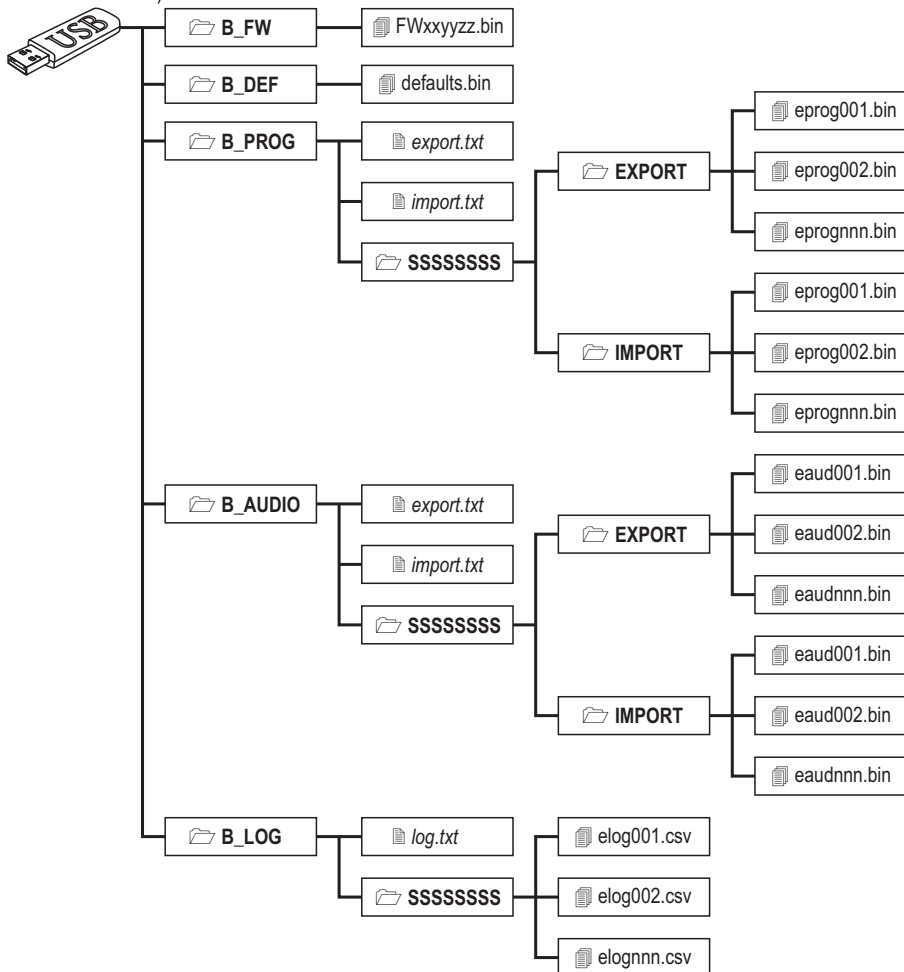 )
USB
B_FW
FWxxyyzz.bin
B_DEF
defaults.bin
B_PROG
export.txt
import.txt
SSSSSSSS
EXPORT
eprog001.bin
eprog002.bin
eprognnn.bin
IMPORT
eprog001.bin
eprog002.bin
eprognnn.bin
B_AUDIO
export.txt
import.txt
SSSSSSSS
EXPORT
eaud001.bin
eaud002.bin
eaudnnn.bin
IMPORT
eaud001.bin
eaud002.bin
eaudnnn.bin
B_LOG
log.txt
SSSSSSSS
elog001.csv
elog002.csv
elognnn.csv